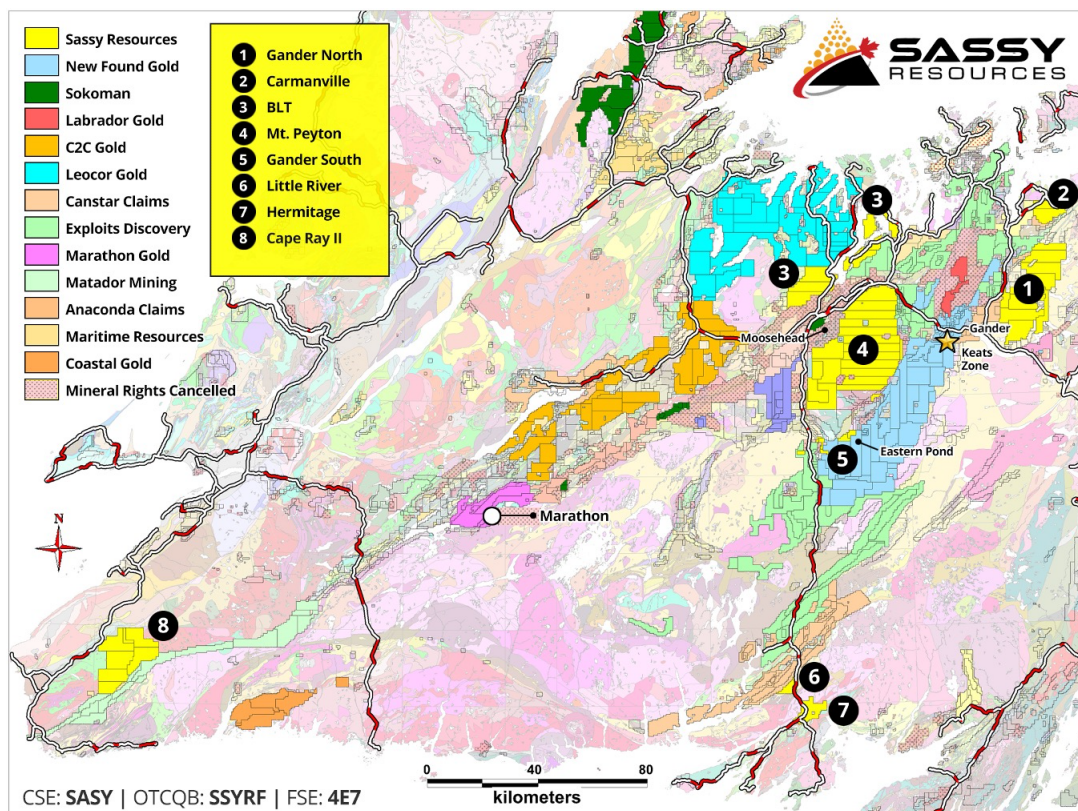 Sassy Resources
New Found Gold
Sokoman
Labrador Gold
C2C Gold
Leocor Gold
Canstar Claims
Exploits Discovery
Marathon Gold
Matador Mining
Anaconda Claims
Maritime Resources
Coastal Gold
Mineral Rights Cancelled
1 Gander North
2 Carmanville
3 BLT
4 Mt. Peyton
5 Gander South
6 Little River
7 Hermitage
8 Cape Ray II
SASSY
RESOURCES
2
3
3
1
Gander
Moosehead
Keats
Zone
4
Eastern Pond
5
Marathon
N
8
6
7
0 40 80
kilometers
CSE: SASY | OTCQB: SSYRF | FSE: 4E7